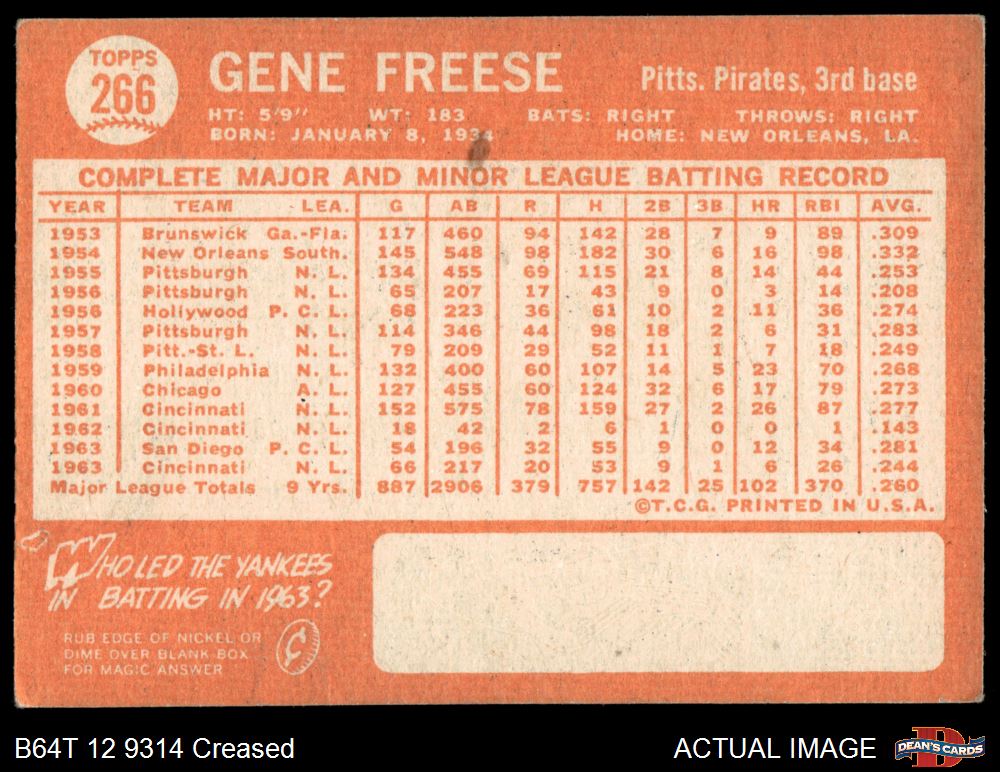 TOPPS
266
GENE FREESE
Pitts. Pirates, 3rd base
HT: 5'9" WT: 183 BATS: RIGHT THROWS: RIGHT
BORN: JANUARY 8, 1934 HOME: NEW ORLEANS, LA.
COMPLETE MAJOR AND MINOR LEAGUE BATTING RECORD
YEAR TEAM LEA. G AB R H 2B 3B HR RBI AVG.
1953 Brunswick Ga.-Fla. 117 460 94 142 28 7 9 89 .309
1954 New Orleans South. 145 548 98 182 30 6 16 98 .332
1955 Pittsburgh N. L. 134 455 69 115 21 8 14 44 .253
1956 Pittsburgh N. L. 65 207 17 43 9 0 3 14 .208
1956 Hollywood P. C. L. 68 223 36 61 10 2 11 36 .274
1957 Pittsburgh N. L. 114 346 44 98 18 2 6 31 .283
1958 Pitt.-St. L. N. L. 79 209 29 52 11 1 7 18 .249
1959 Philadelphia N. L. 132 400 60 107 14 5 23 70 .268
1960 Chicago A. L. 127 455 60 124 32 6 17 79 .273
1961 Cincinnati N. L. 152 575 78 159 27 2 26 87 .277
1962 Cincinnati N. L. 18 42 2 6 1 0 0 1 .143
1963 San Diego P. C. L. 54 196 32 55 9 0 12 34 .281
1963 Cincinnati N. L. 66 217 20 53 9 1 6 26 .244
Major League Totals 9 Yrs. 887 2906 379 757 142 25 102 370 .260
©T.C.G. PRINTED IN U.S.A.
WHO LED THE YANKEES
IN BATTING IN 1963?
RUB EDGE OF NICKEL OR
DIME OVER BLANK BOX
FOR MAGIC ANSWER
B64T 12 9314 Creased
ACTUAL IMAGE
DEAN'S CARDS